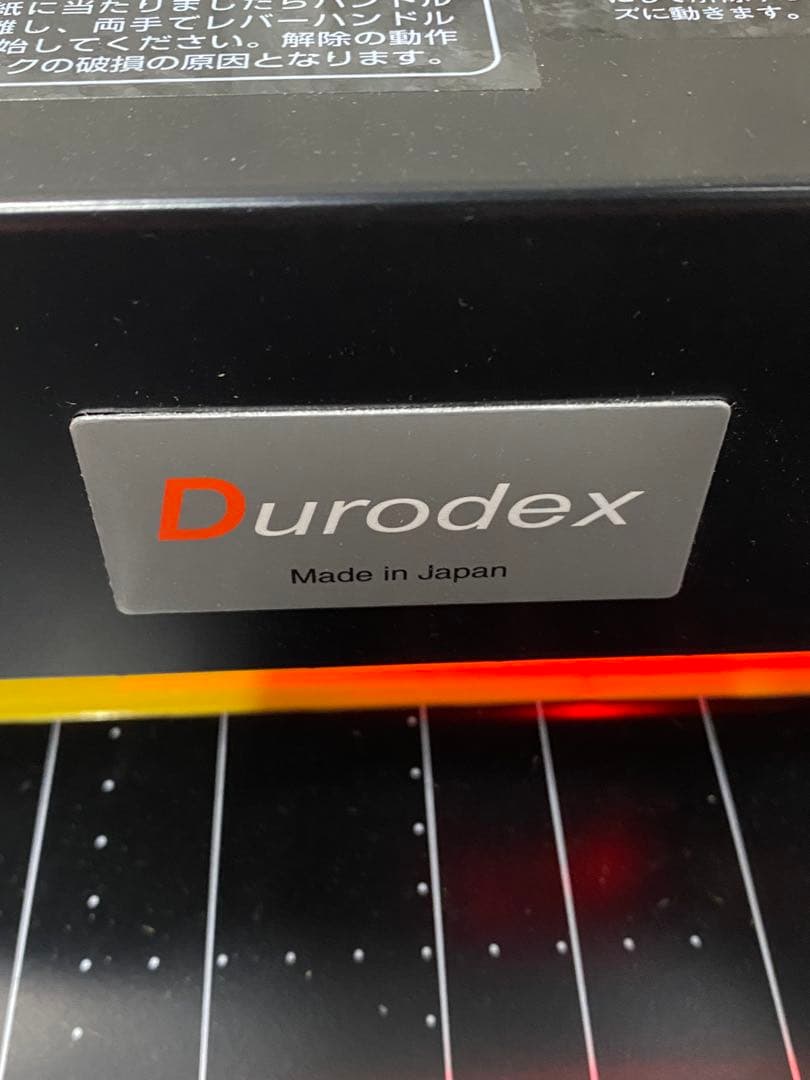 紙に当たりましたらハンドル
離し、両手でレバーハンドル
始してください。解除の動作
クの破損の原因となります。
ズに動きます。
Durodex
Made in Japan